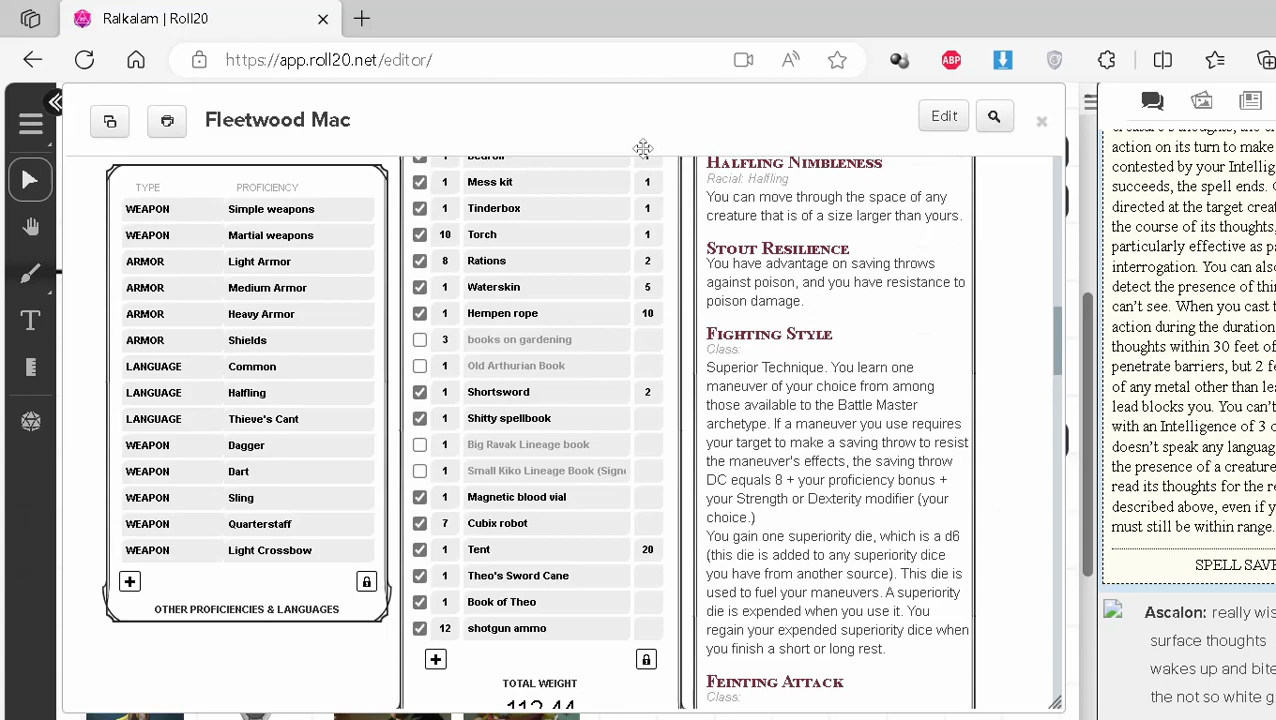 Ralkalam | Roll20
https://app.roll20.net/editor/
Fleetwood Mac
Edit
TYPE PROFICIENCY
WEAPON Simple weapons
WEAPON Martial weapons
ARMOR Light Armor
ARMOR Medium Armor
ARMOR Heavy Armor
ARMOR Shields
LANGUAGE Common
LANGUAGE Halfling
LANGUAGE Thieve's Cant
WEAPON Dagger
WEAPON Dart
WEAPON Sling
WEAPON Quarterstaff
WEAPON Light Crossbow
OTHER PROFICIENCIES & LANGUAGES
1 Mess kit 1
1 Tinderbox 1
10 Torch 1
8 Rations 2
1 Waterskin 5
1 Hempen rope 10
3 books on gardening
1 Old Arthurian Book
1 Shortsword 2
1 Shitty spellbook
1 Big Ravak Lineage book
1 Small Kiko Lineage Book (Sign
1 Magnetic blood vial
7 Cubix robot
1 Tent 20
1 Theo's Sword Cane
1 Book of Theo
12 shotgun ammo
TOTAL WEIGHT
112.44
HALFLING NIMBLENESS
Racial: Halfling
You can move through the space of any
creature that is of a size larger than yours.
STOUT RESILIENCE
You have advantage on saving throws
against poison, and you have resistance to
poison damage.
FIGHTING STYLE
Class:
Superior Technique. You learn one
maneuver of your choice from among
those available to the Battle Master
archetype. If a maneuver you use requires
your target to make a saving throw to resist
the maneuver's effects, the saving throw
DC equals 8 + your proficiency bonus +
your Strength or Dexterity modifier (your
choice.)
You gain one superiority die, which is a d6
(this die is added to any superiority dice
you have from another source). This die is
used to fuel your maneuvers. A superiority
die is expended when you use it. You
regain your expended superiority dice when
you finish a short or long rest.
FEINTING ATTACK
Class:
creature's thoughts, the
action on its turn to make
contested by your Intellig
succeeds, the spell ends.
directed at the target crea
the course of its thoughts,
particularly effective as p
interrogation. You can als
detect the presence of thin
can't see. When you cast t
action during the duration
thoughts within 30 feet of
penetrate barriers, but 2 f
of any metal other than le
lead blocks you. You can't
with an Intelligence of 3 o
doesn't speak any languag
the presence of a creature
read its thoughts for the re
described above, even if y
must still be within range.
SPELL SAVE
Ascalon: really wis
surface thoughts
wakes up and bite
the not so white g